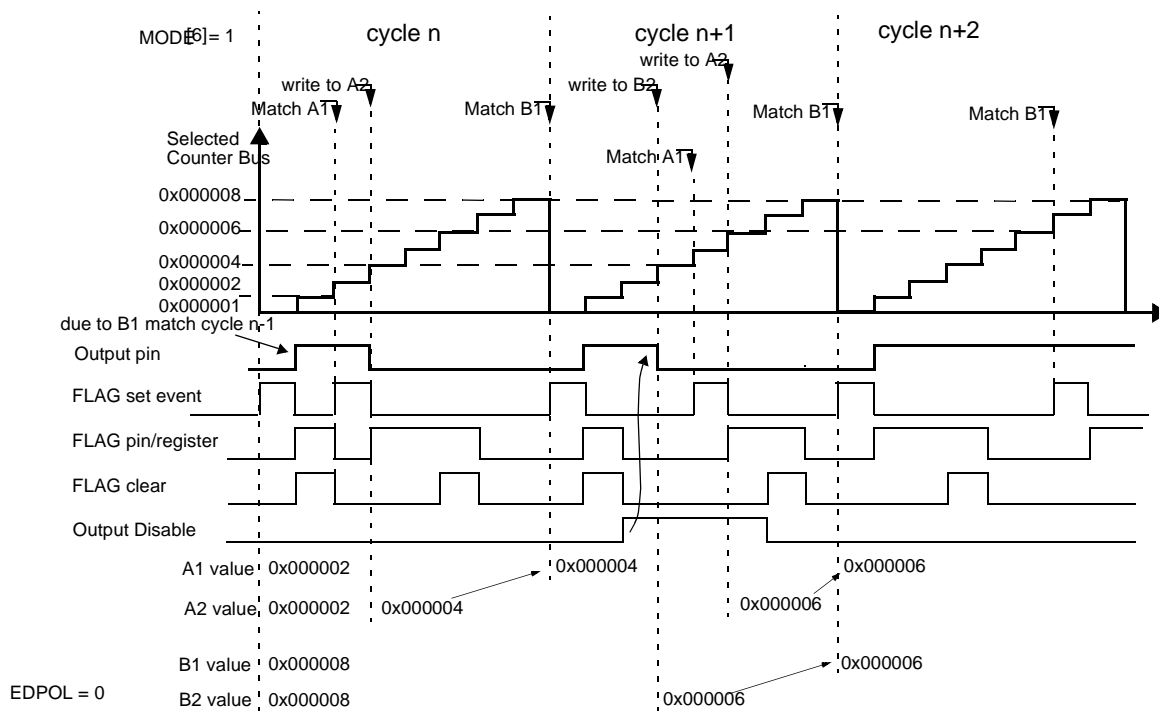 MODE[6]= 1
cycle n
cycle n+1
cycle n+2
write to A2
write to A2
write to B2
Match A1
Match B1
Match B1
Match B1
Match A1
Selected
Counter Bus
0x000008
0x000006
0x000004
0x000002
0x000001
due to B1 match cycle n-1
Output pin
FLAG set event
FLAG pin/register
FLAG clear
Output Disable
A1 value 0x000002 0x000004 0x000006
A2 value 0x000002 0x000004 0x000006
B1 value 0x000008 0x000006
EDPOL = 0
B2 value 0x000008 0x000006